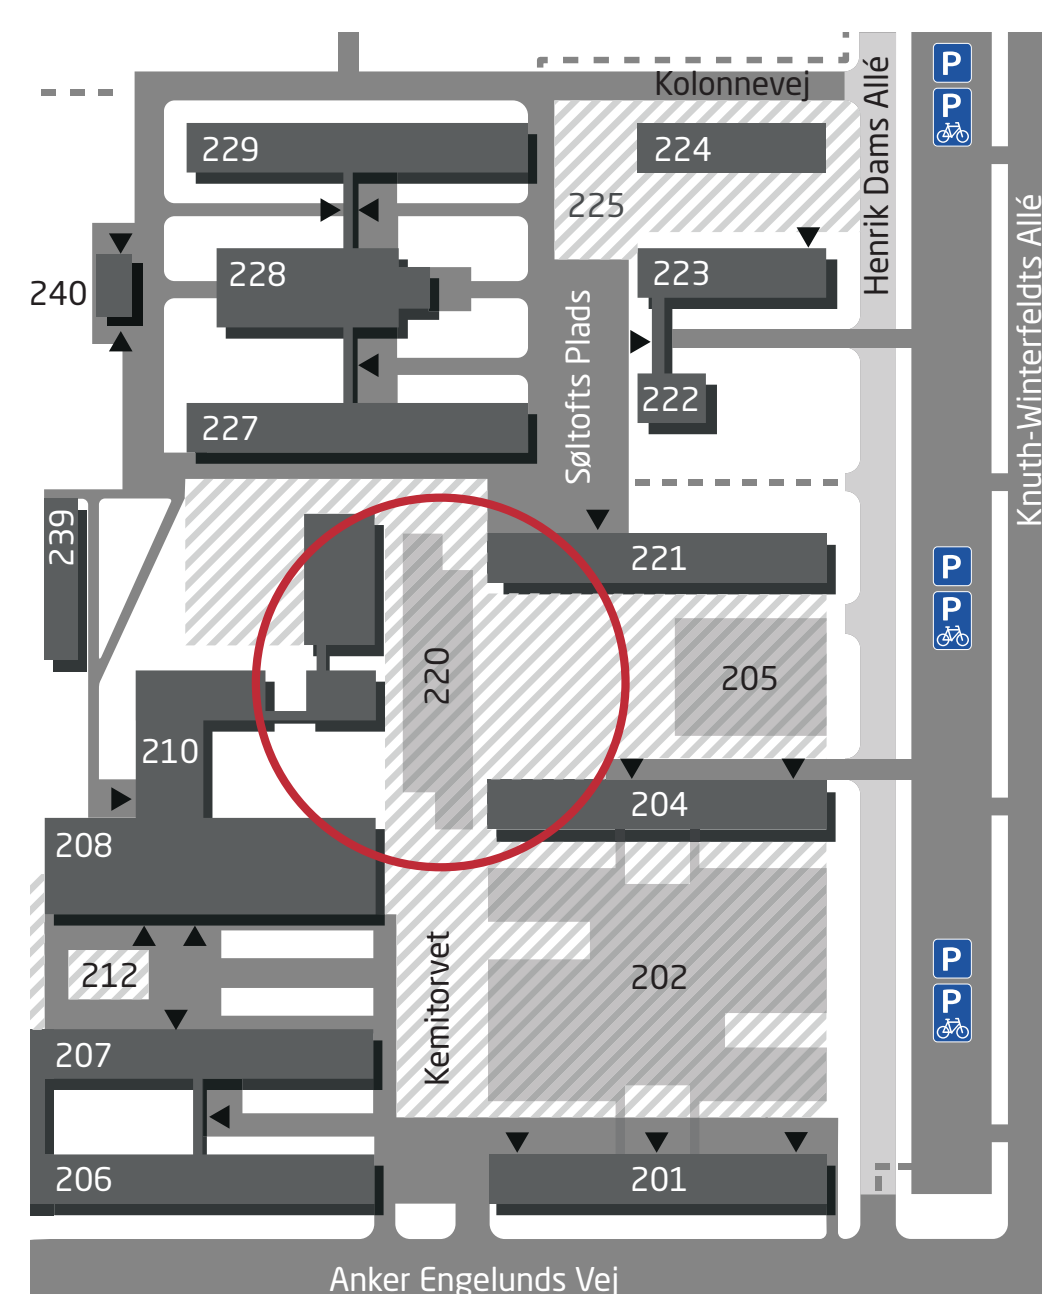 Kolonnevej
Henrik Dams Allé
P
P
229
224
225
228
223
240
Knuth-Winterfeldts Allé
Søltofts Plads
222
227
239
221
P
P
220
205
210
204
208
Kemitorvet
P
P
212
202
207
206
201
Anker Engelunds Vej